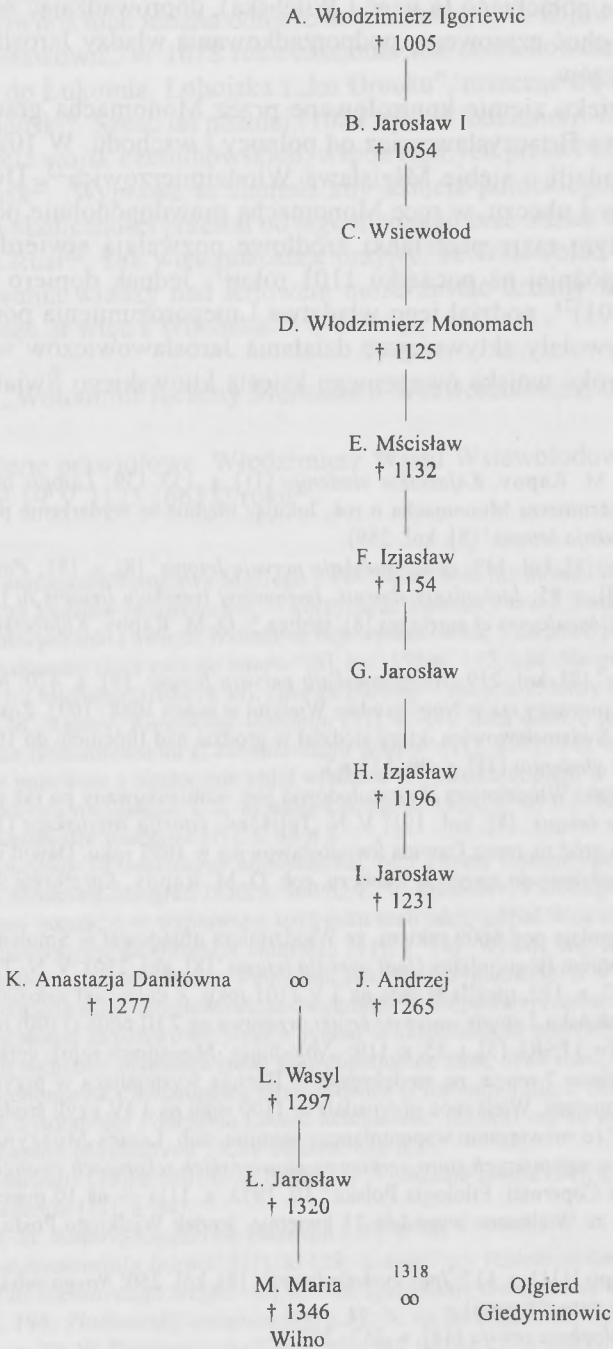 A. Włodzimierz Igoriewic
† 1005
B. Jarosław I
† 1054
C. Wsiewołod
D. Włodzimierz Monomach
† 1125
E. Mścisław
† 1132
F. Izjasław
† 1154
G. Jarosław
H. Izjasław
† 1196
I. Jarosław
† 1231
K. Anastazja Daniłówna ∞ J. Andrzej
† 1277 † 1265
L. Wasyl
† 1297
Ł. Jarosław
† 1320
M. Maria 1318 ∞ Olgierd
† 1346 Giedyminowic
Wilno